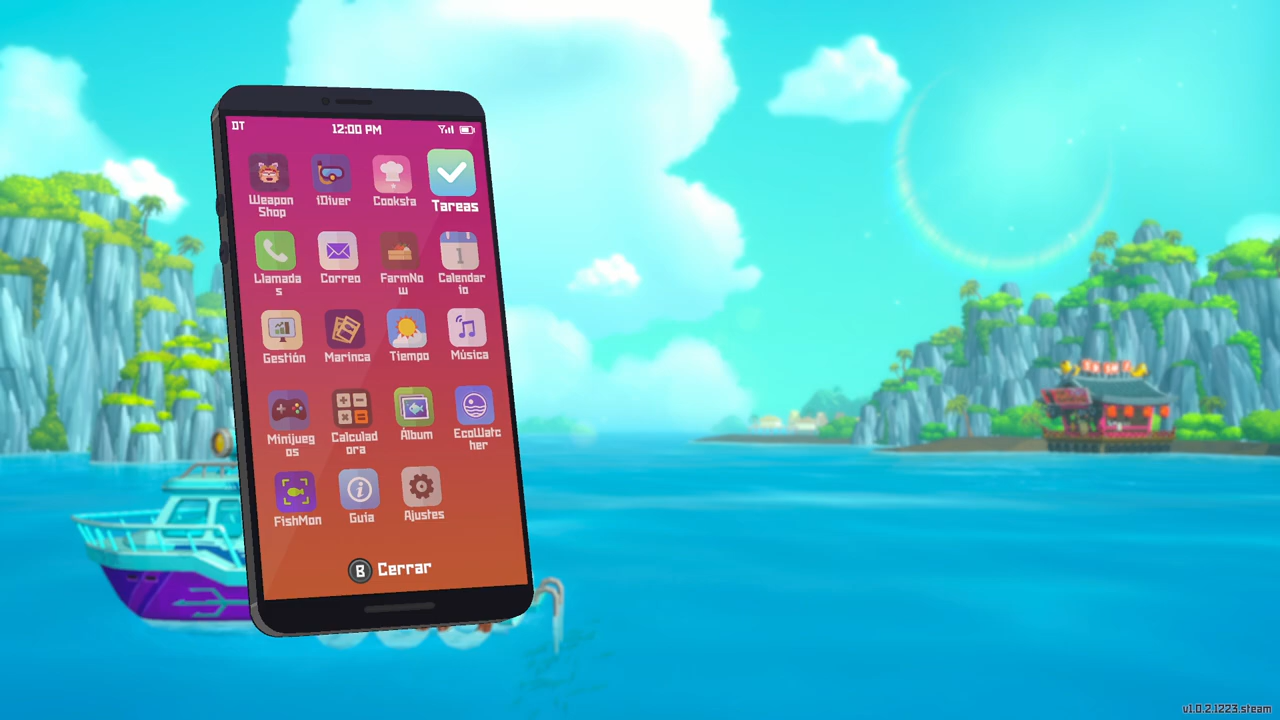 DT
12:00 PM
Weapon
Shop
iDiver
Cooksta
Tareas
Llamada
s
Correo
FarmNo
w
Calendar
io
1
Gestión
Marinca
Tiempo
Música
Minijueg
os
Calculad
ora
Álbum
EcoWatc
her
FishMon
Guía
Ajustes
B Cerrar
v1.0.2.1223.steam